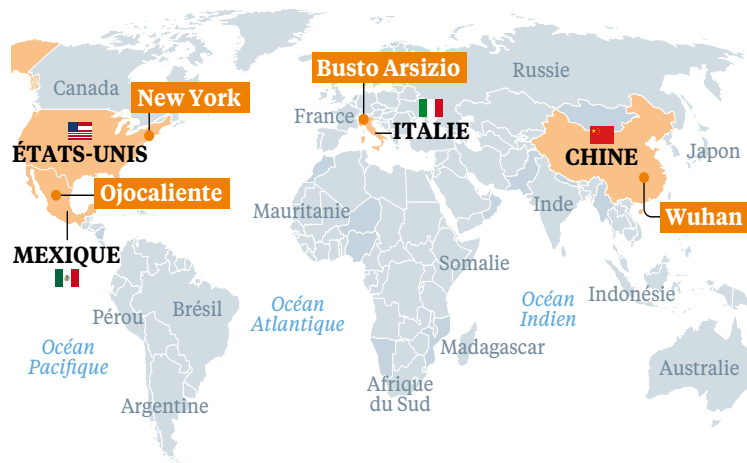 Busto Arsizio
Russie
Canada
New York
France
ITALIE
ÉTATS-UNIS
CHINE
Japon
Ojocaliente
Mauritanie
Inde
Wuhan
MEXIQUE
Somalie
Océan
Atlantique
Océan
Indien
Indonésie
Brésil
Pérou
Océan
Pacifique
Madagascar
Australie
Afrique
du Sud
Argentine